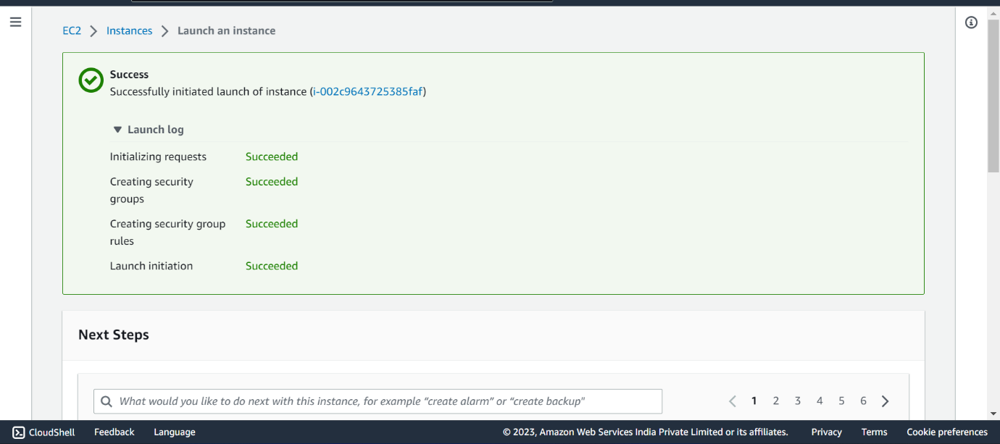 EC2 Instances Launch an instance
Success
Successfully initiated launch of instance (i-002c9643725385faf)
Launch log
Initializing requests Succeeded
Creating security Succeeded
groups
Creating security group Succeeded
rules
Launch initiation Succeeded
Next Steps
What would you like to do next with this instance, for example “create alarm” or “create backup"
1 2 3 4 5 6
CloudShell Feedback Language © 2023, Amazon Web Services India Private Limited or its affiliates. Privacy Terms Cookie preferences